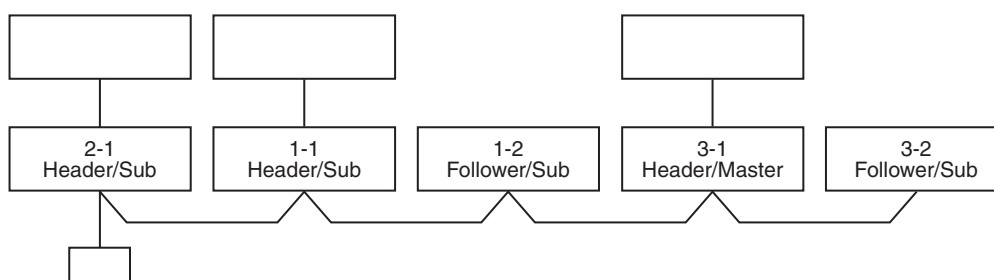 2-1
Header/Sub
1-1
Header/Sub
1-2
Follower/Sub
3-1
Header/Master
3-2
Follower/Sub